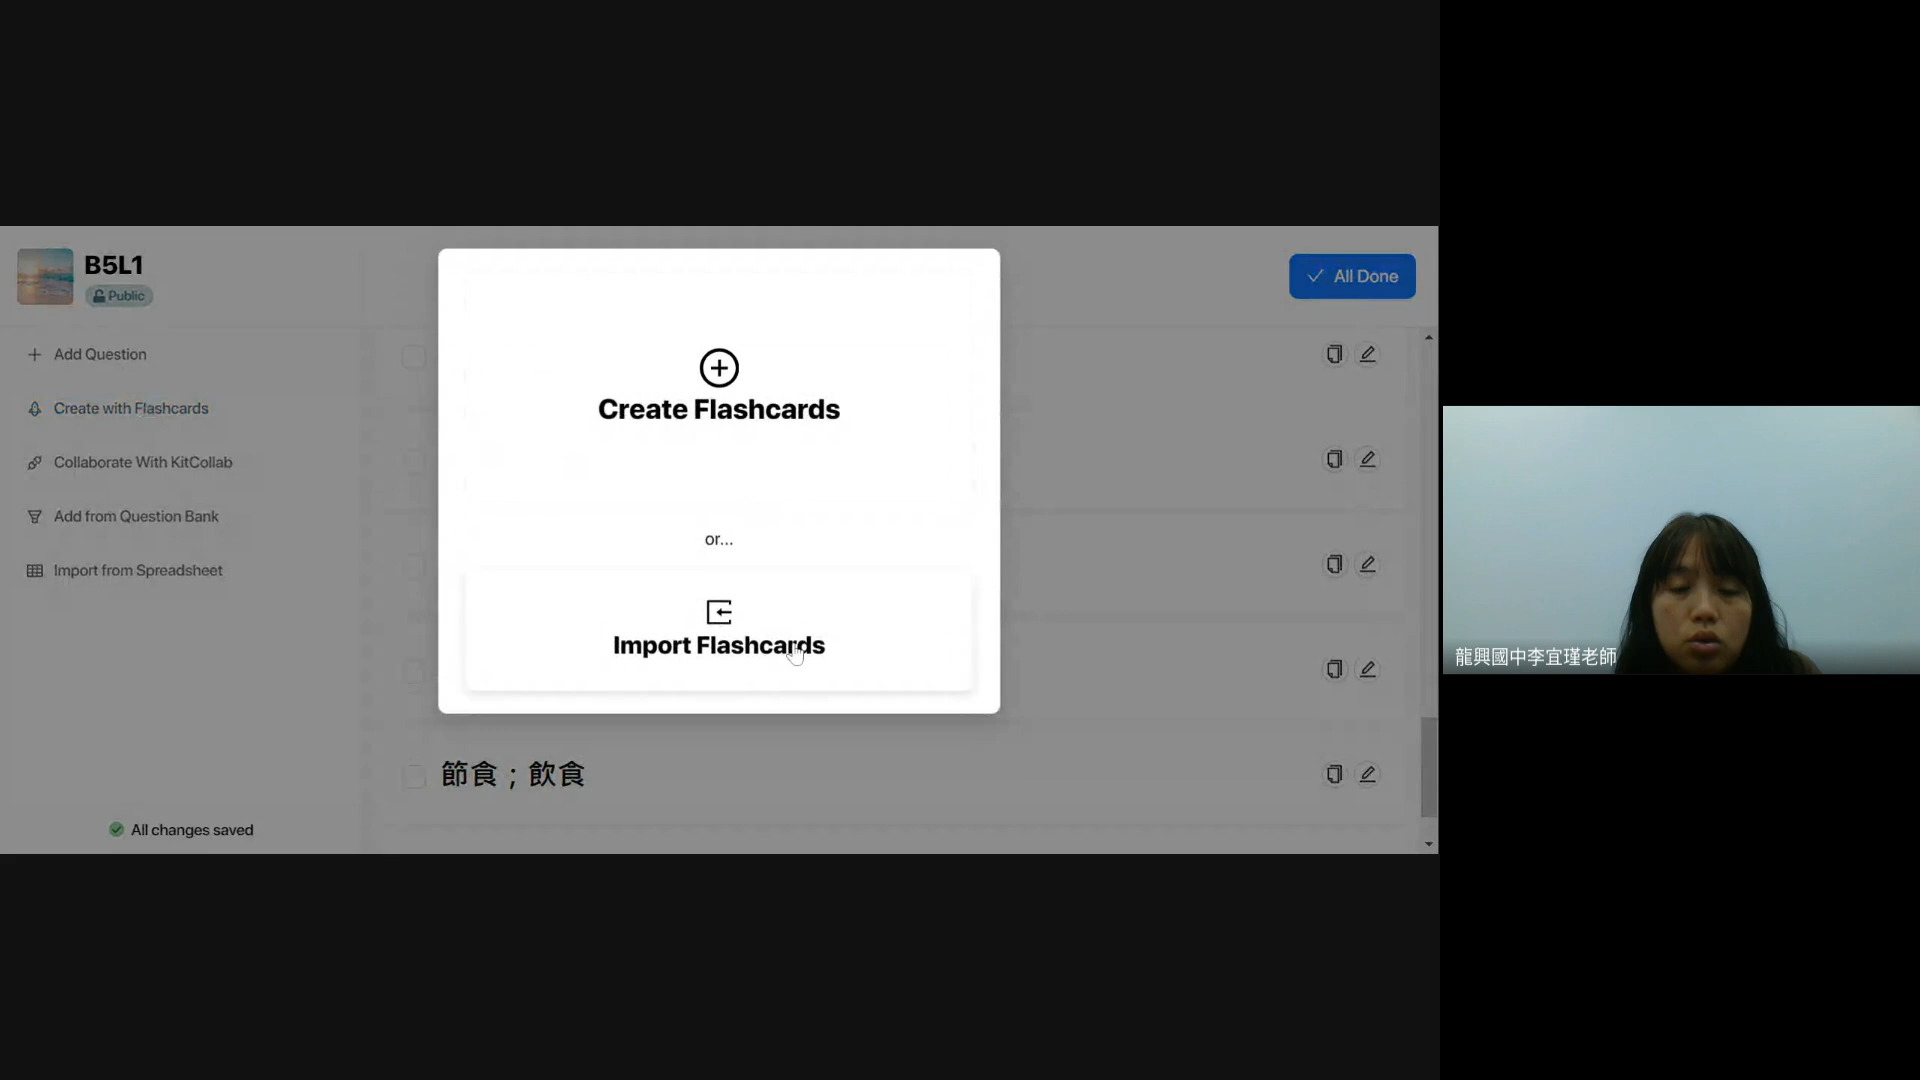 B5L1
Public
All Done
Add Question
Create with Flashcards
Collaborate With KitCollab
Add from Question Bank
Import from Spreadsheet
All changes saved
Create Flashcards
or...
Import Flashcards
節食；飲食
龍興國中李宜瑾老師